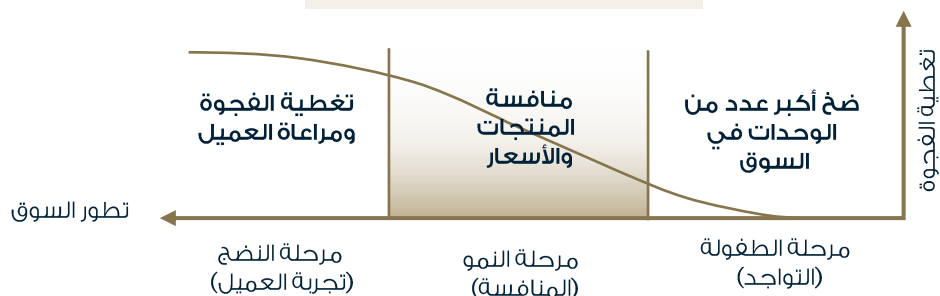 تغطية الفجوة
ضخ أكبر عدد من
الوحدات في
السوق
منافسة
المنتجات
والأسعار
تغطية الفجوة
ومراعاة العميل
تطور السوق
مرحلة الطفولة
(التواجد)
مرحلة النمو
(المنافسة)
مرحلة النضج
(تجربة العميل)